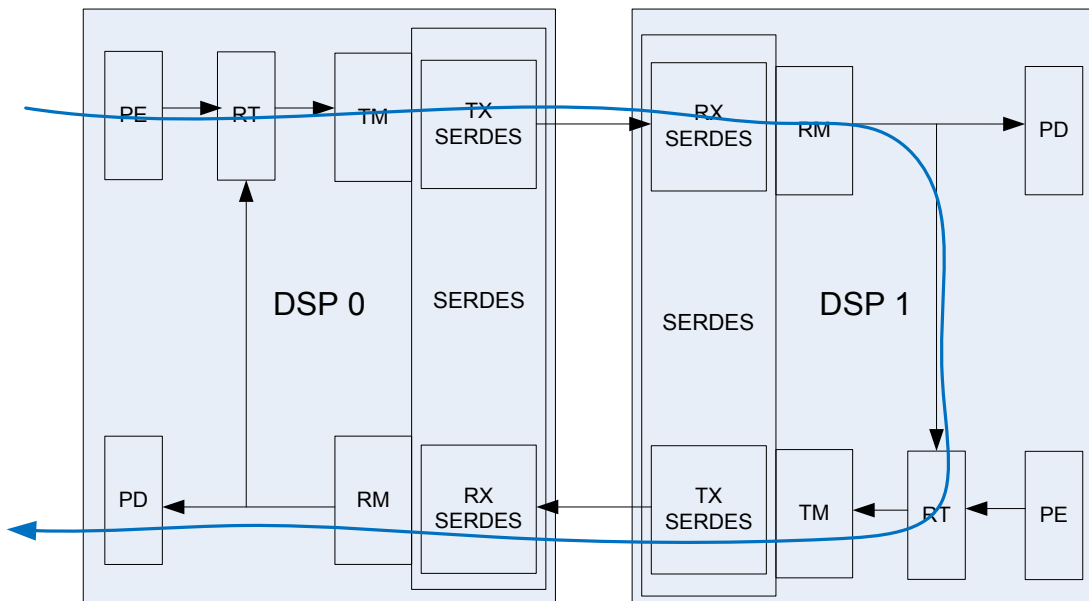 PE
RT
TM
TX
SERDES
RX
SERDES
RM
PD
DSP 0
SERDES
SERDES
DSP 1
PD
RM
RX
SERDES
TX
SERDES
TM
RT
PE